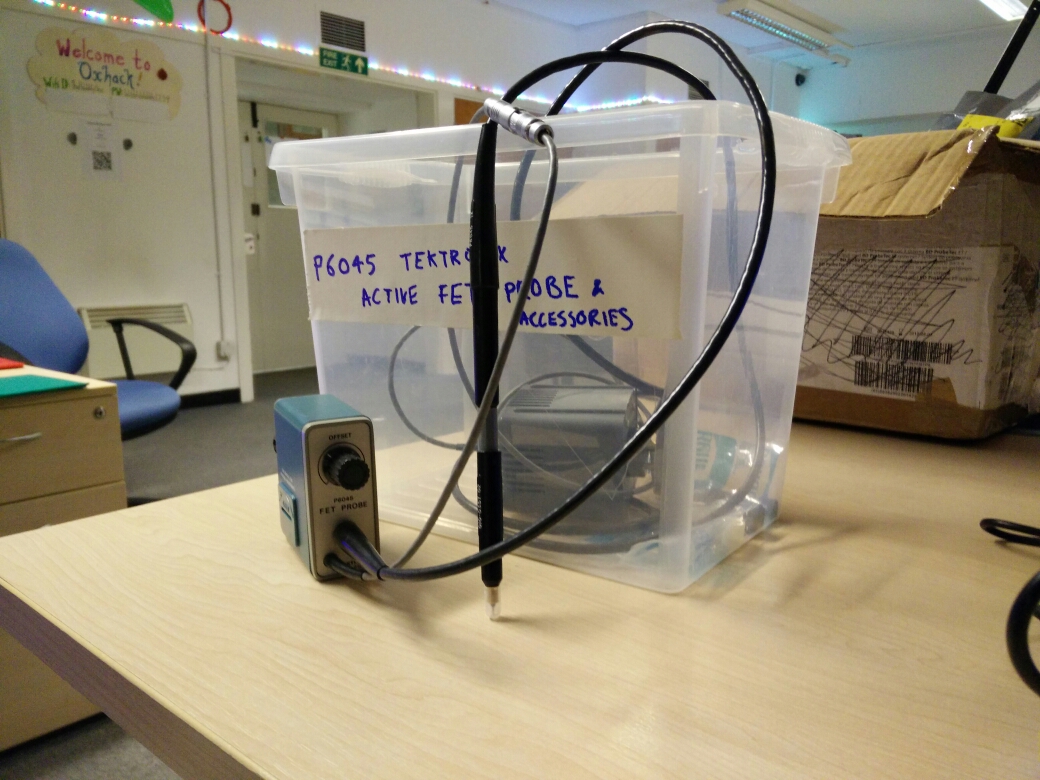 Welcome to
Oxhack!
FIRE
EXIT
P6045 TEKTRONIX
ACTIVE FET PROBE &
ACCESSORIES
OFFSET
P6045
FET PROBE